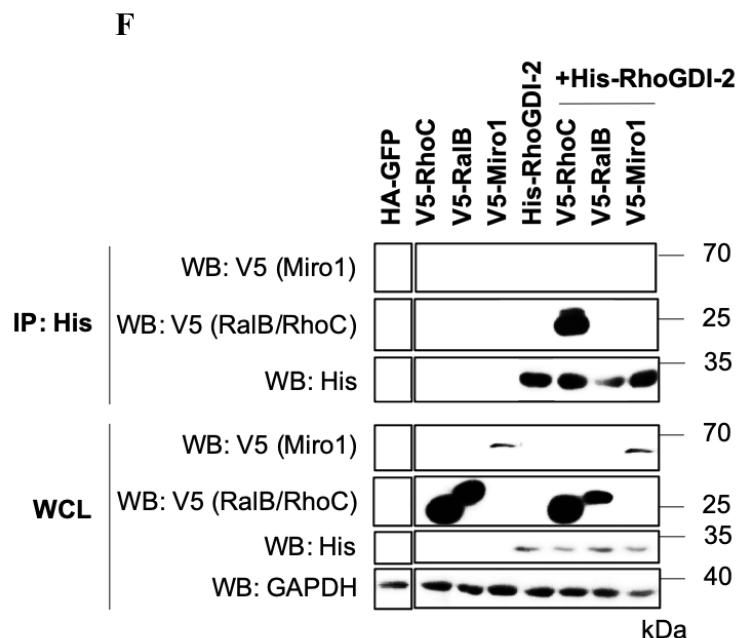 F
+His-RhoGDI-2
HA-GFP
V5-RhoC
V5-RalB
V5-Miro1
His-RhoGDI-2
V5-RhoC
V5-RalB
V5-Miro1
IP: His
WB: V5 (Miro1)
70
WB: V5 (RalB/RhoC)
25
WB: His
35
WCL
WB: V5 (Miro1)
70
WB: V5 (RalB/RhoC)
25
WB: His
35
WB: GAPDH
40
kDa